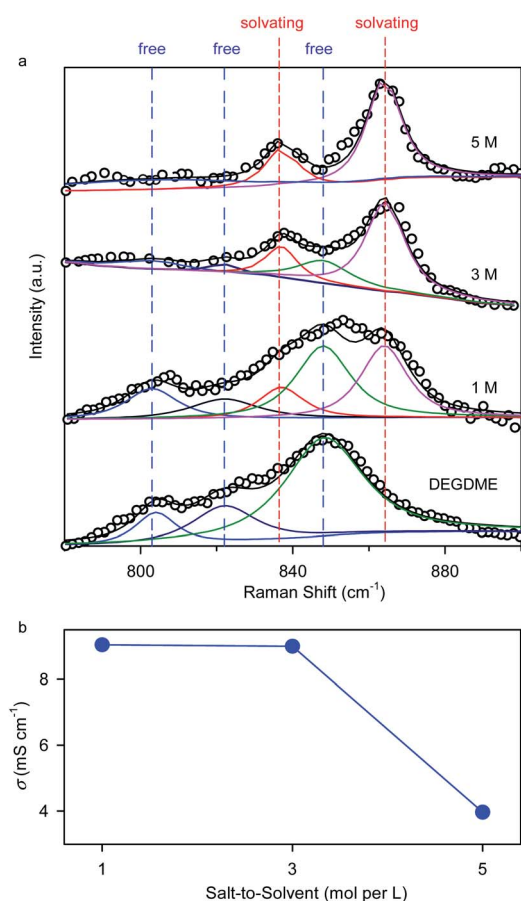 solvating solvating
free free free
a
5 M
3 M
1 M
DEGDME
Intensity (a.u.)
800 840 880
Raman Shift (cm-1)
b
8
6
4
σ (mS cm-1)
1 3 5
Salt-to-Solvent (mol per L)